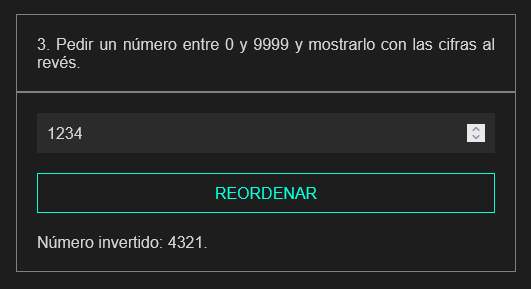 3. Pedir un número entre 0 y 9999 y mostrarlo con las cifras al
revés.
1234
REORDENAR
Número invertido: 4321.